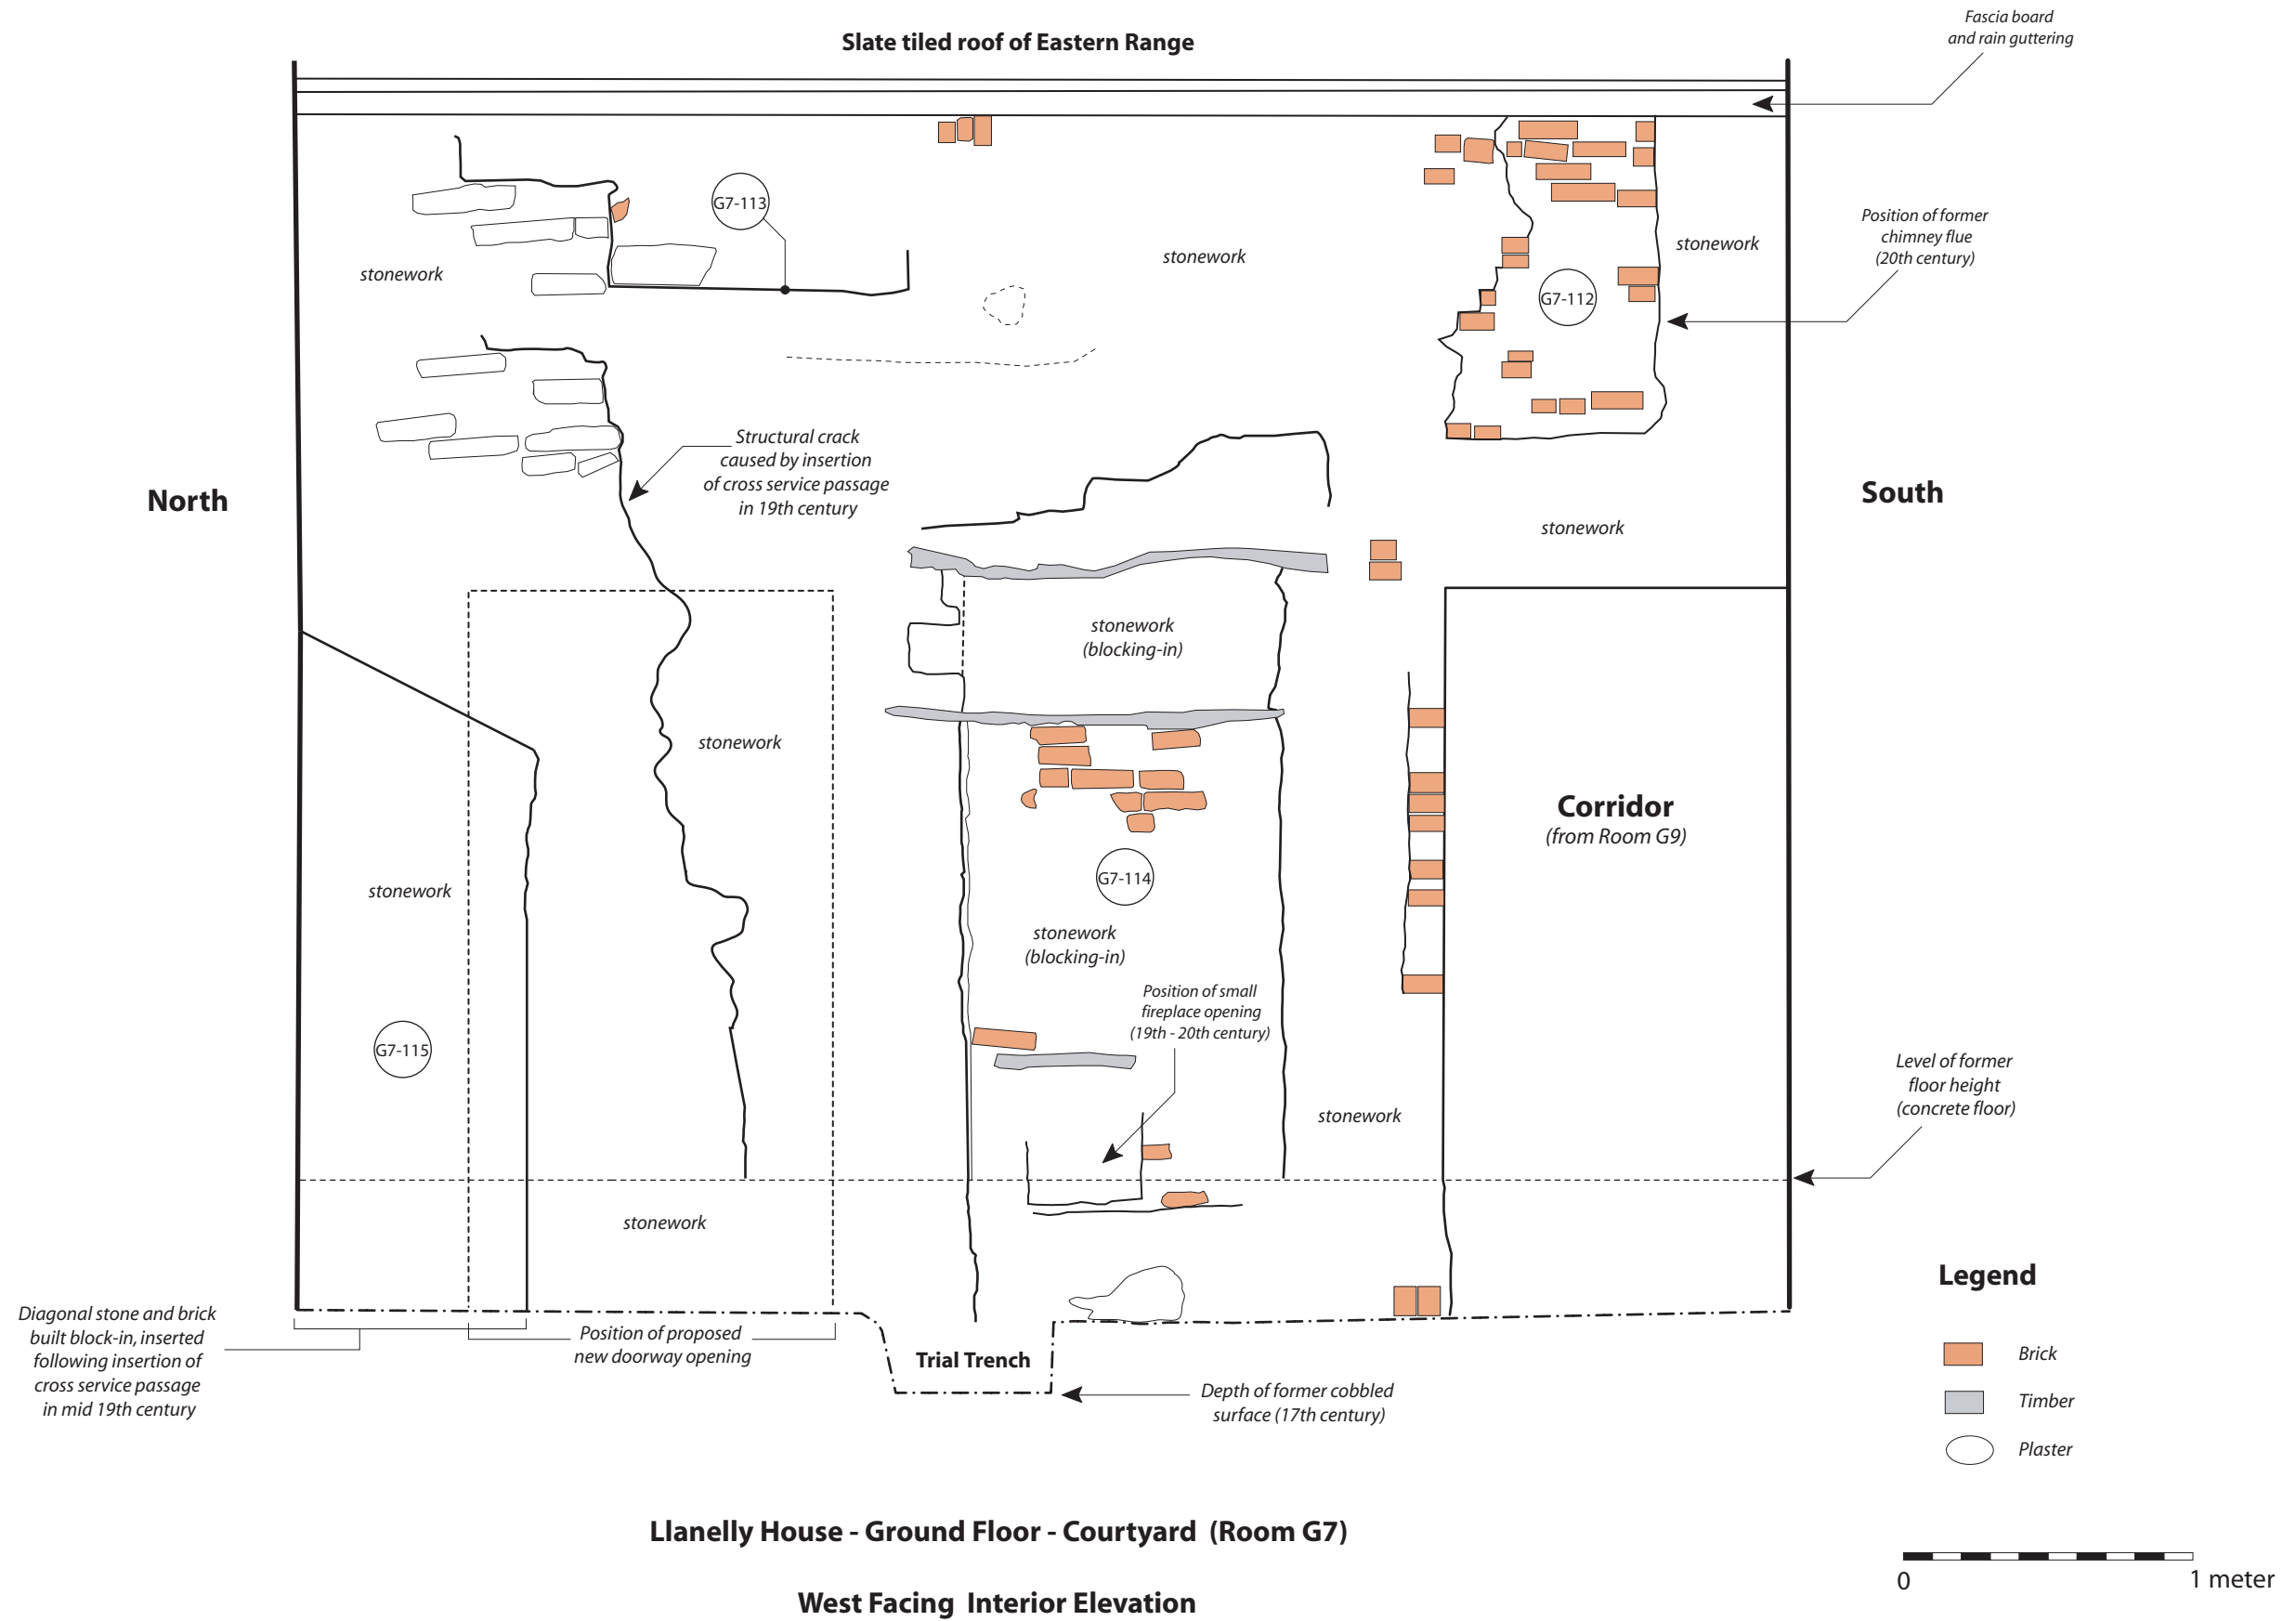 Fascia board
and rain guttering
Slate tiled roof of Eastern Range
G7-113
stonework
stonework
stonework
Position of former
chimney flue
(20th century)
G7-112
Structural crack
caused by insertion
of cross service passage
in 19th century
North
South
stonework
stonework
(blocking-in)
stonework
Corridor
(from Room G9)
stonework
G7-114
stonework
(blocking-in)
Position of small
fireplace opening
(19th - 20th century)
G7-115
Level of former
floor height
(concrete floor)
stonework
stonework
Diagonal stone and brick
built block-in, inserted
following insertion of
cross service passage
in mid 19th century
Position of proposed
new doorway opening
Trial Trench
Depth of former cobbled
surface (17th century)
Legend
Brick
Timber
Plaster
Llanelly House - Ground Floor - Courtyard (Room G7)
West Facing Interior Elevation
0
1 meter